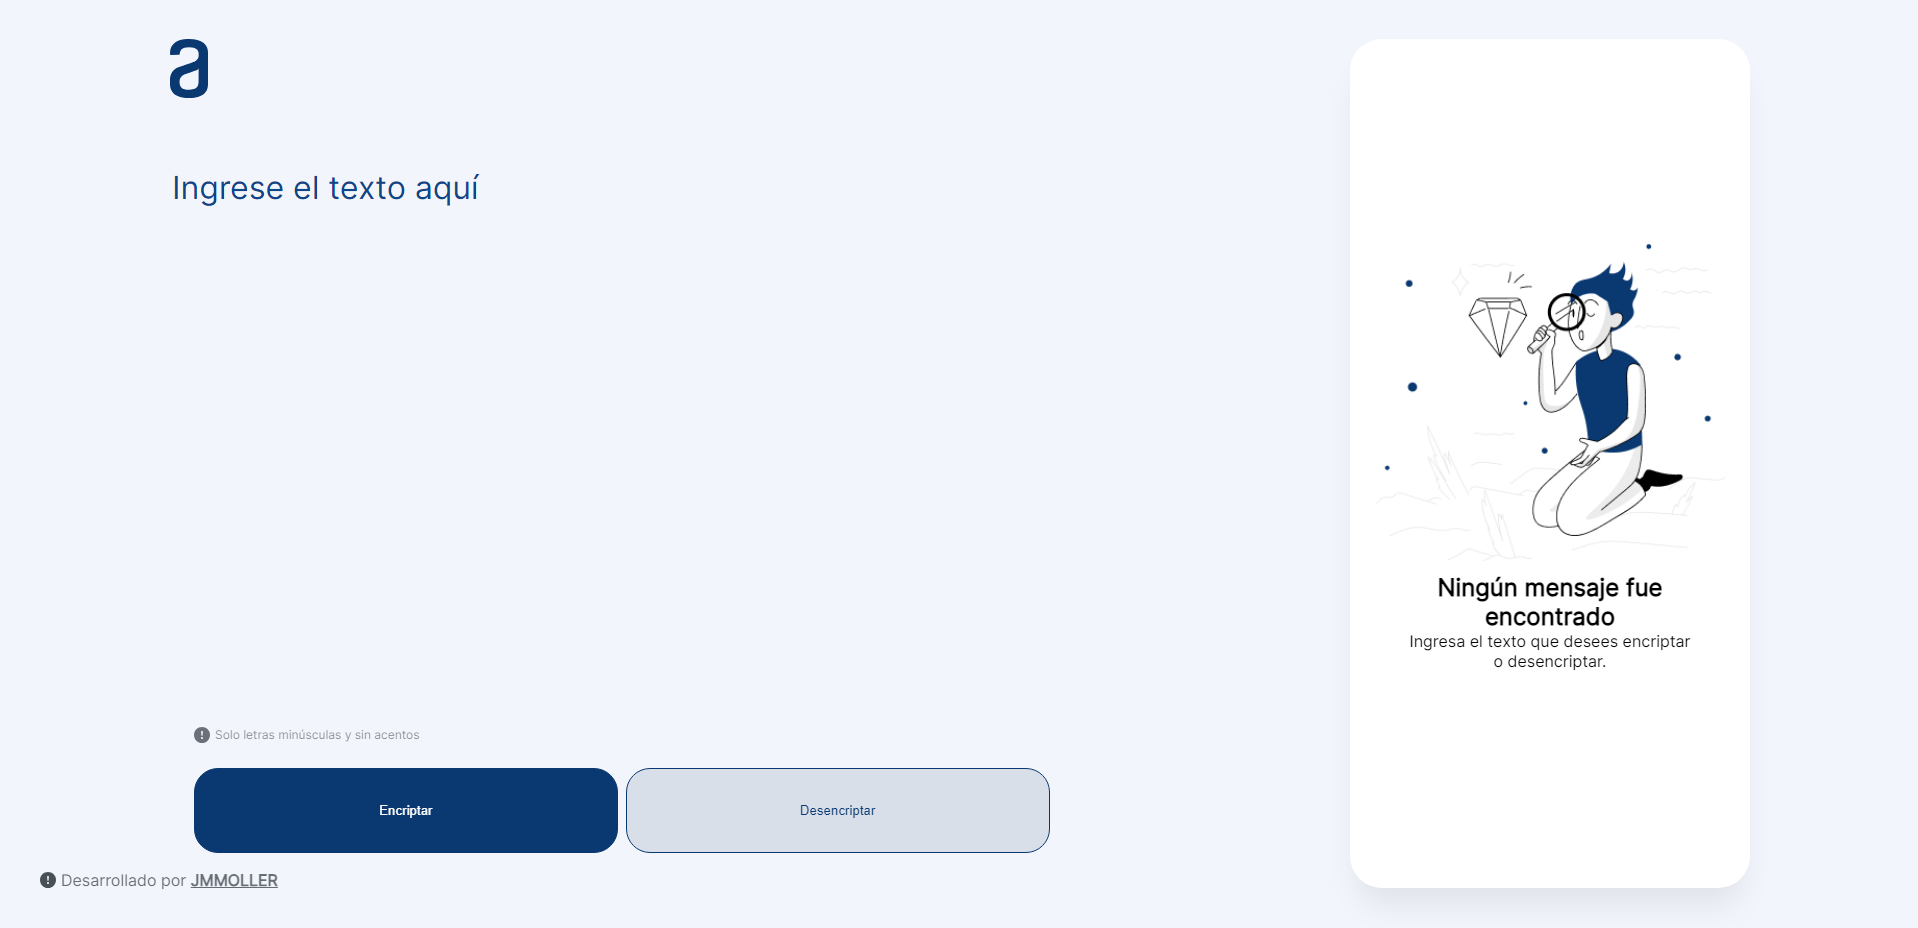 a
Ingrese el texto aquí
Solo letras minúsculas y sin acentos
Encriptar
Desencriptar
Desarrollado por JMMOLLER
Ningún mensaje fue
encontrado
Ingresa el texto que desees encriptar
o desencriptar.